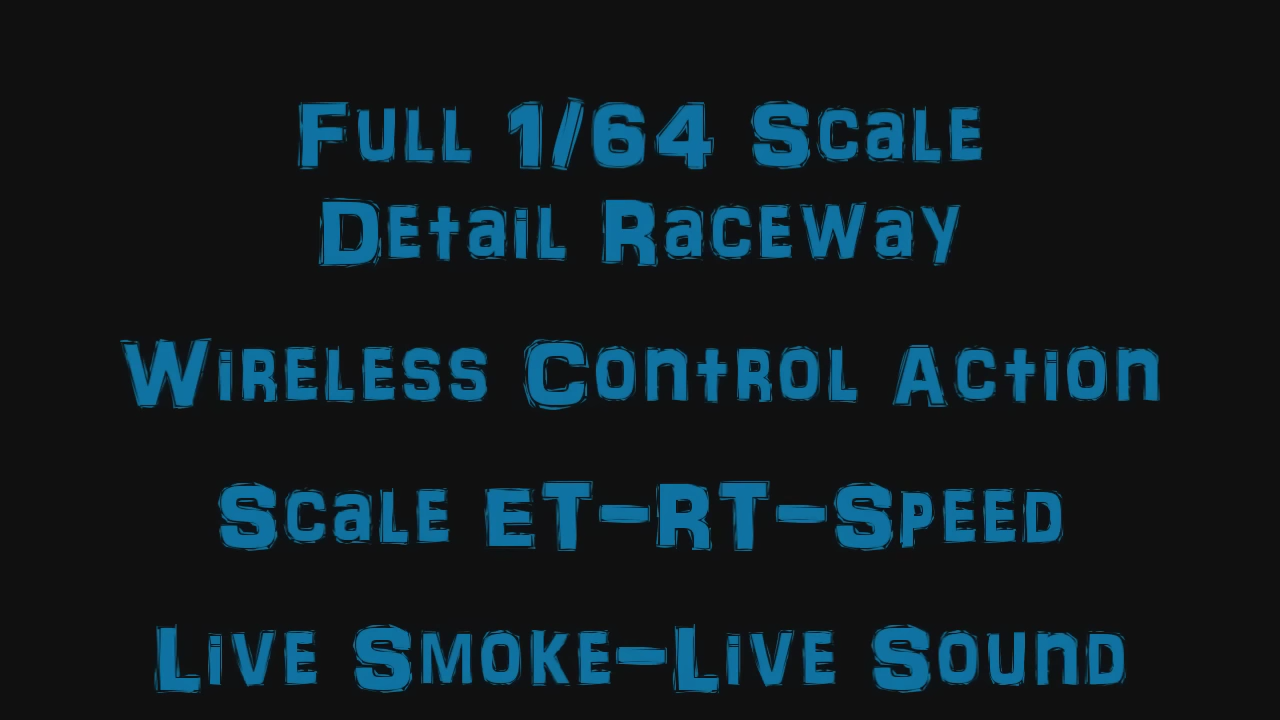 Full 1/64 Scale
Detail Raceway
Wireless Control Action
Scale ET-RT-Speed
Live Smoke-Live Sound